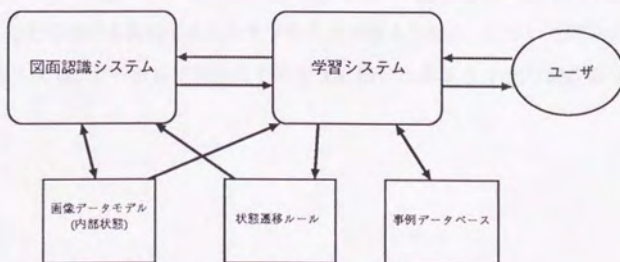 図面認識システム
学習システム
ユーザ
画像データモデル
(内部状態)
状態遷移ルール
事例データベース